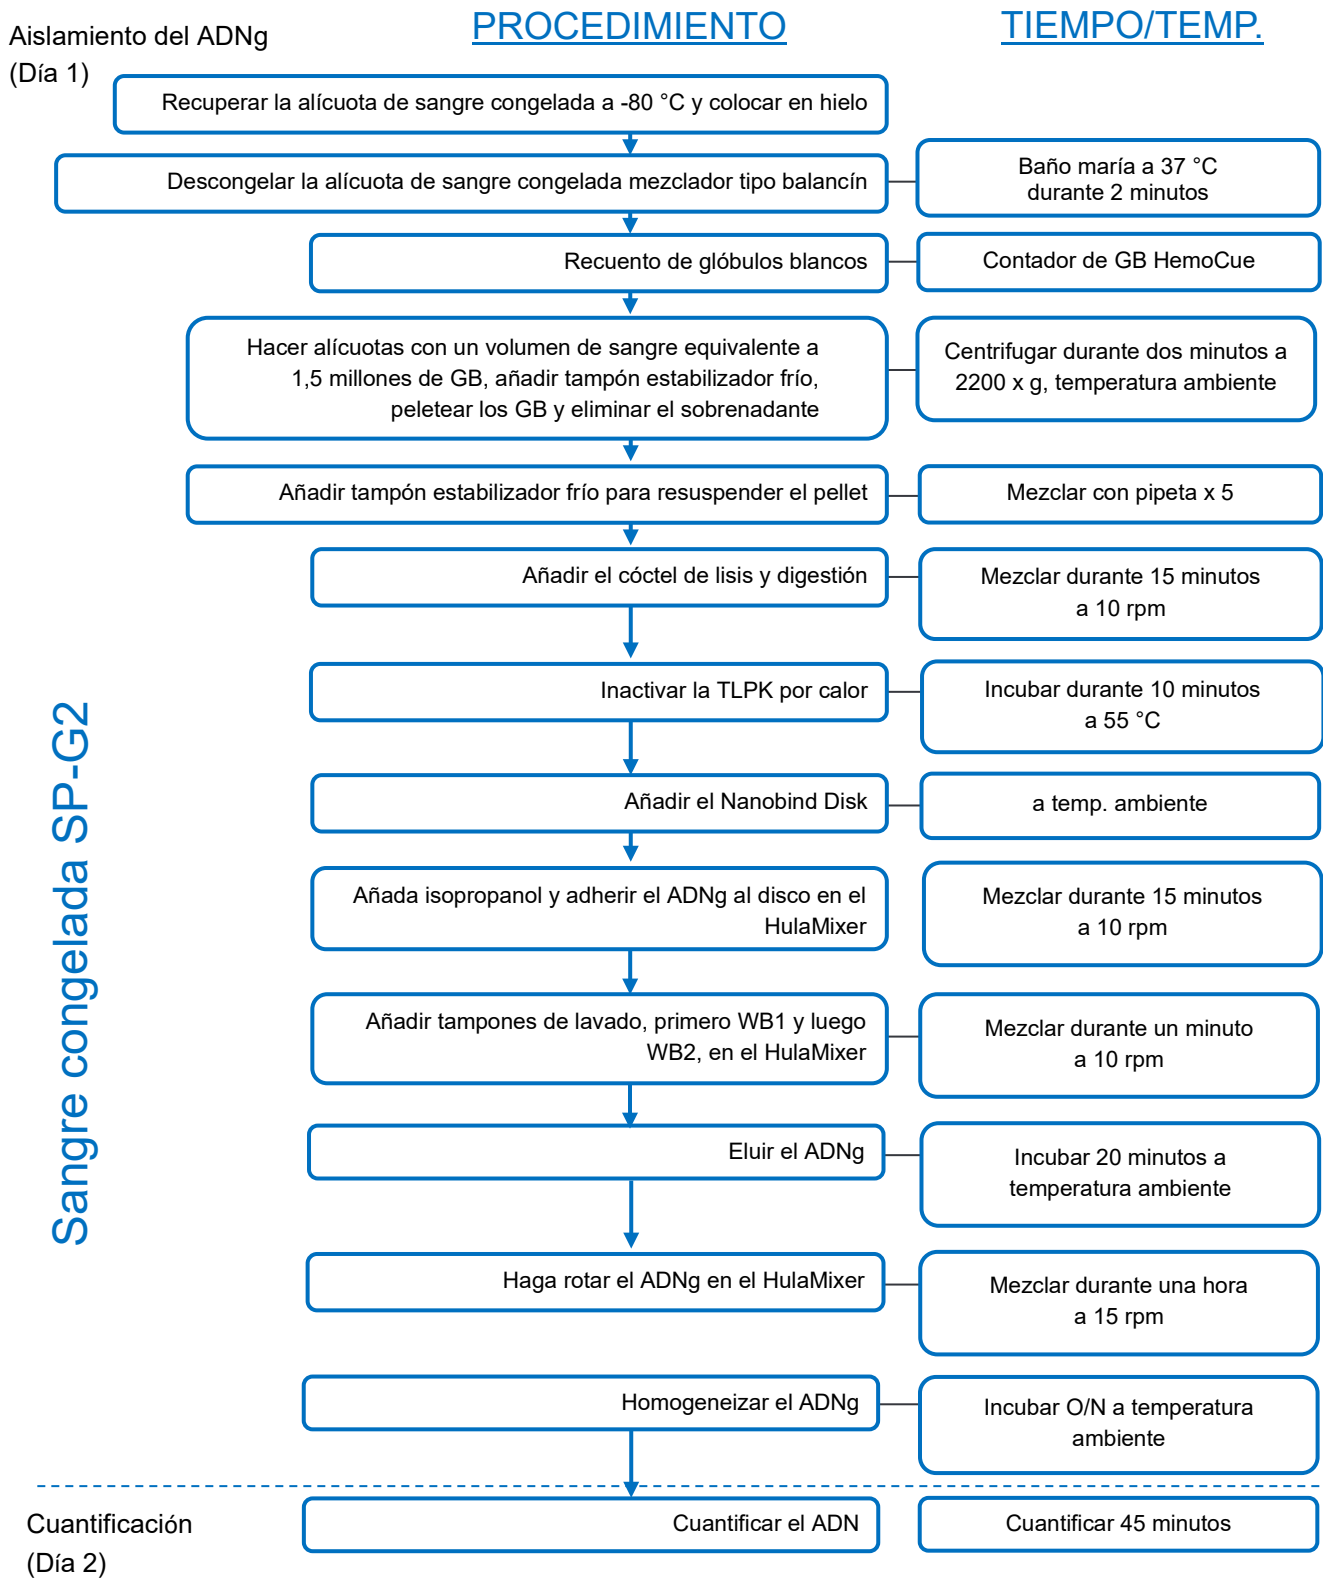 Aislamiento del ADNg
(Día 1)
PROCEDIMIENTO
TIEMPO/TEMP.
Recuperar la alícuota de sangre congelada a -80 °C y colocar en hielo
Descongelar la alícuota de sangre congelada mezclador tipo balancín
Baño maría a 37 °C
durante 2 minutos
Recuento de glóbulos blancos
Contador de GB HemoCue
Hacer alícuotas con un volumen de sangre equivalente a
1,5 millones de GB, añadir tampón estabilizador frío,
peletear los GB y eliminar el sobrenadante
Centrifugar durante dos minutos a
2200 x g, temperatura ambiente
Añadir tampón estabilizador frío para resuspender el pellet
Mezclar con pipeta x 5
Añadir el cóctel de lisis y digestión
Mezclar durante 15 minutos
a 10 rpm
Inactivar la TLPK por calor
Incubar durante 10 minutos
a 55 °C
Añadir el Nanobind Disk
a temp. ambiente
Añada isopropanol y adherir el ADNg al disco en el
HulaMixer
Mezclar durante 15 minutos
a 10 rpm
Añadir tampones de lavado, primero WB1 y luego
WB2, en el HulaMixer
Mezclar durante un minuto
a 10 rpm
Eluir el ADNg
Incubar 20 minutos a
temperatura ambiente
Haga rotar el ADNg en el HulaMixer
Mezclar durante una hora
a 15 rpm
Homogeneizar el ADNg
Incubar O/N a temperatura
ambiente
Sangre congelada SP-G2
Cuantificación
(Día 2)
Cuantificar el ADN
Cuantificar 45 minutos